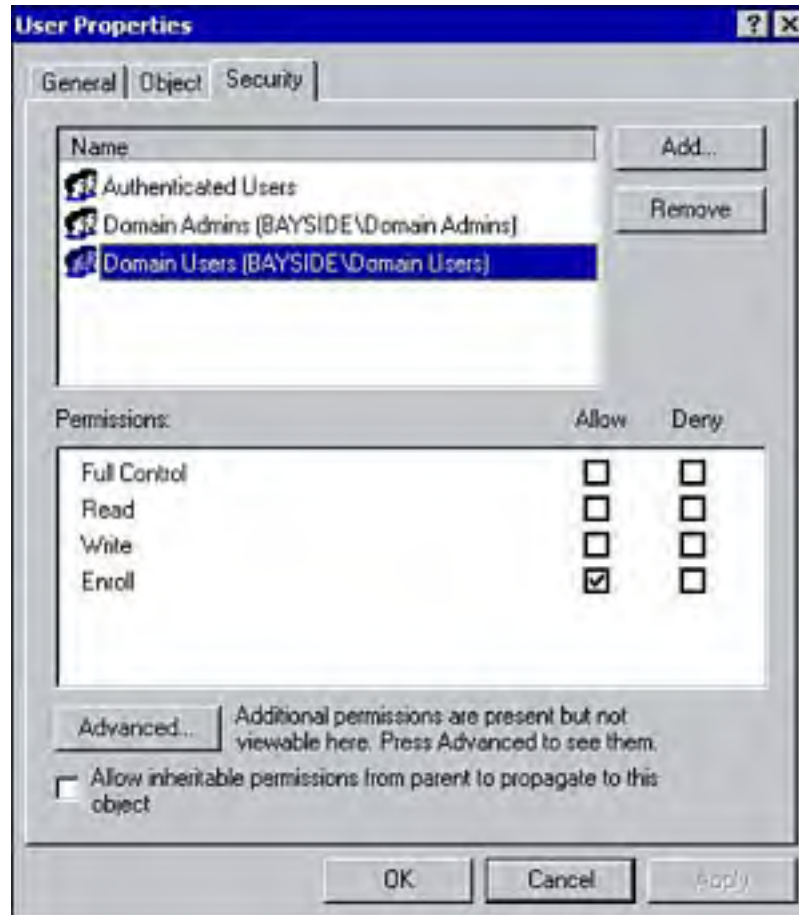 User Properties
General Object Security
Name
Add...
Authenticated Users
Domain Admins (BAYSIDE\Domain Admins)
Remove
Domain Users (BAYSIDE\Domain Users)
Permissions: Allow Deny
Full Control
Read
Write
Enroll
Advanced...
Additional permissions are present but not
viewable here. Press Advanced to see them.
Allow inheritable permissions from parent to propagate to this
object
OK Cancel Apply